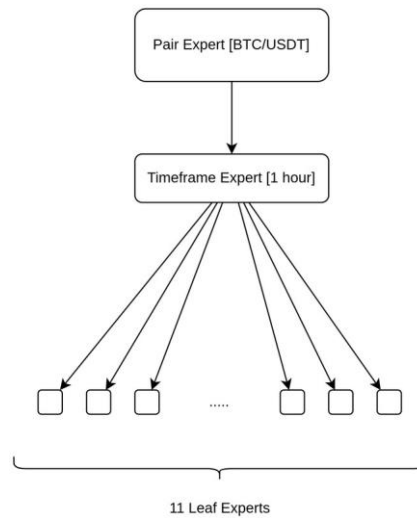 Pair Expert [BTC/USDT]
Timeframe Expert [1 hour]
.....
11 Leaf Experts